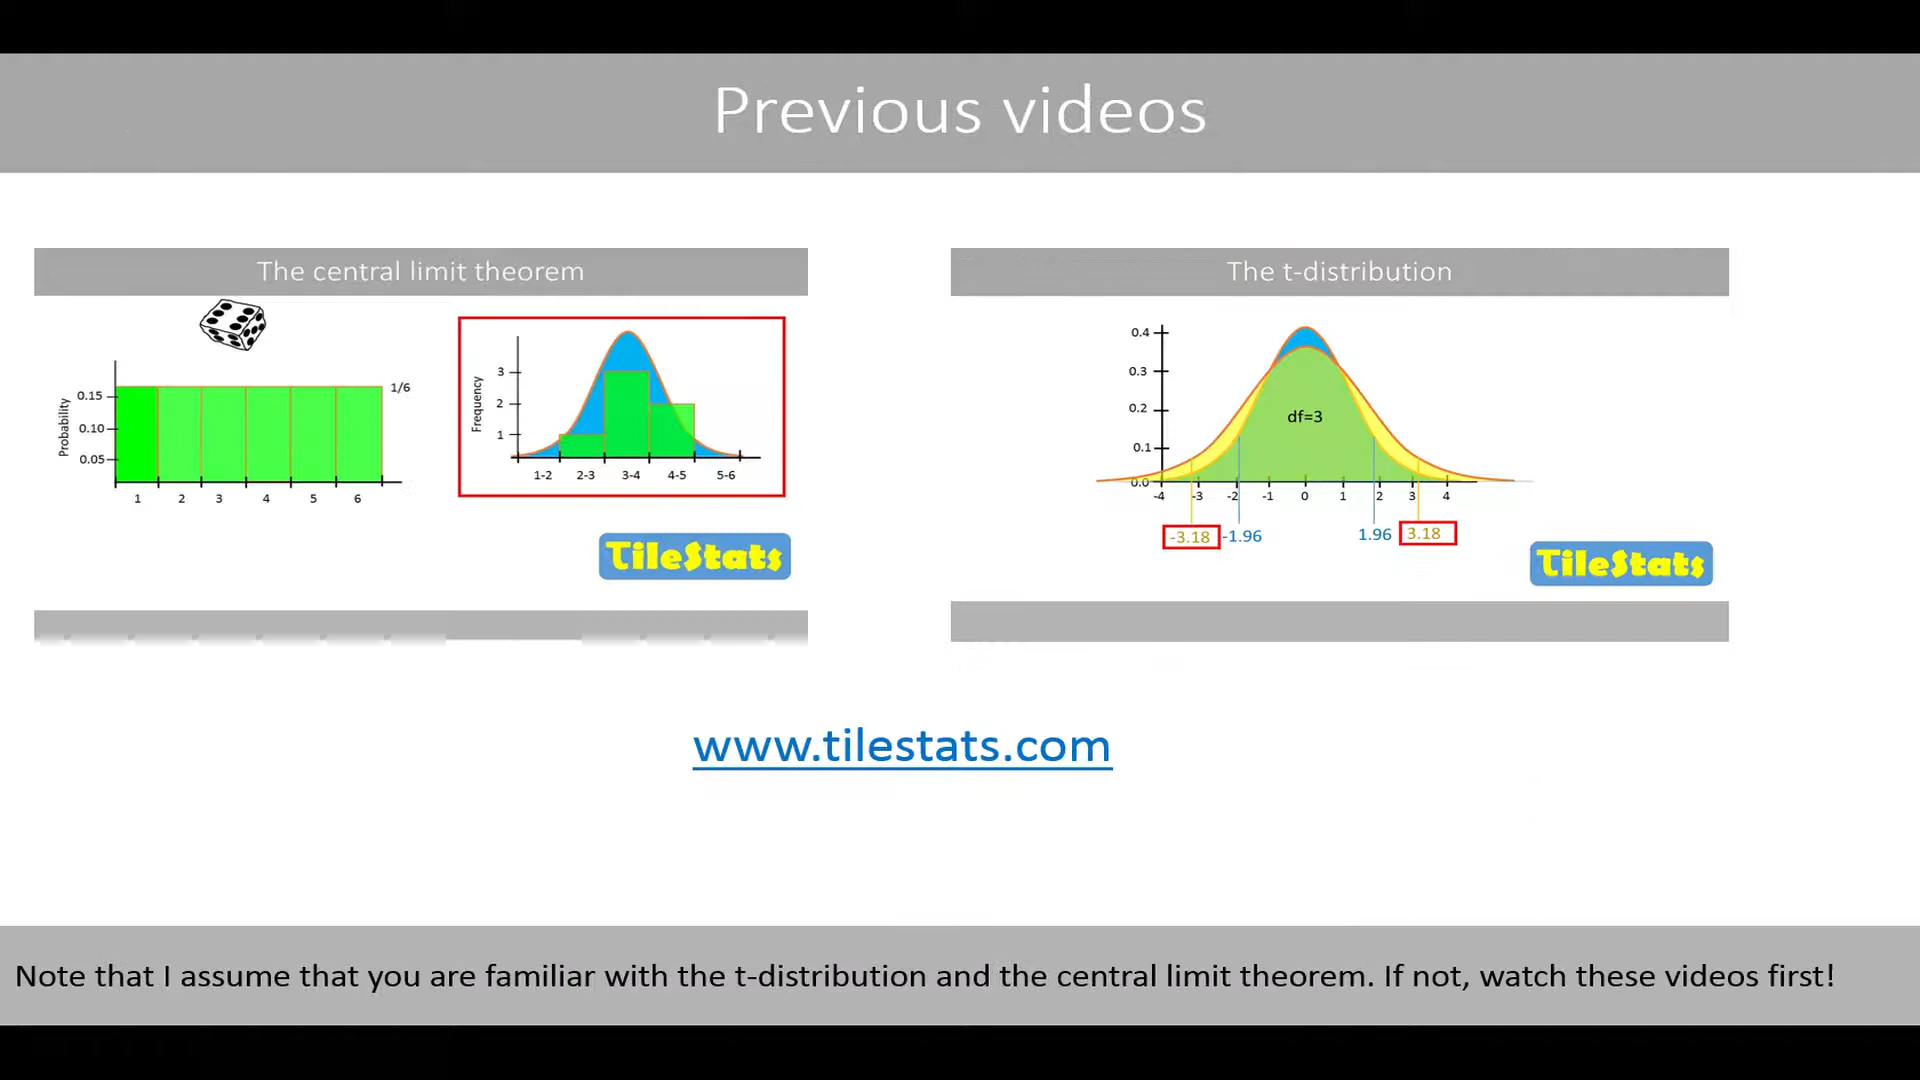 Previous videos
The central limit theorem
Probability
0.15
0.10
0.05
1/6
1 2 3 4 5 6
Frequency
3
2
1
1-2 2-3 3-4 4-5 5-6
TileStats
The t-distribution
0.4
0.3
0.2
0.1
0.0
df=3
-4 -3 -2 -1 0 1 2 3 4
-3.18 -1.96 1.96 3.18
TileStats
www.tilestats.com
Note that I assume that you are familiar with the t-distribution and the central limit theorem. If not, watch these videos first!